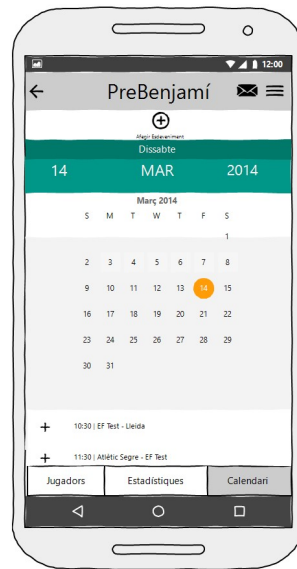 12:00
PreBenjamí
Afegir Esdeveniment
Dissabte
14 MAR 2014
Març 2014
S M T W T F S
1
2 3 4 5 6 7 8
9 10 11 12 13 14 15
16 17 18 19 20 21 22
23 24 25 26 27 28 29
30 31
+ 10:30 | EF Test - Lleida
+ 11:30 | Atlétic Segre - EF Test
Jugadors Estadístiques Calendari